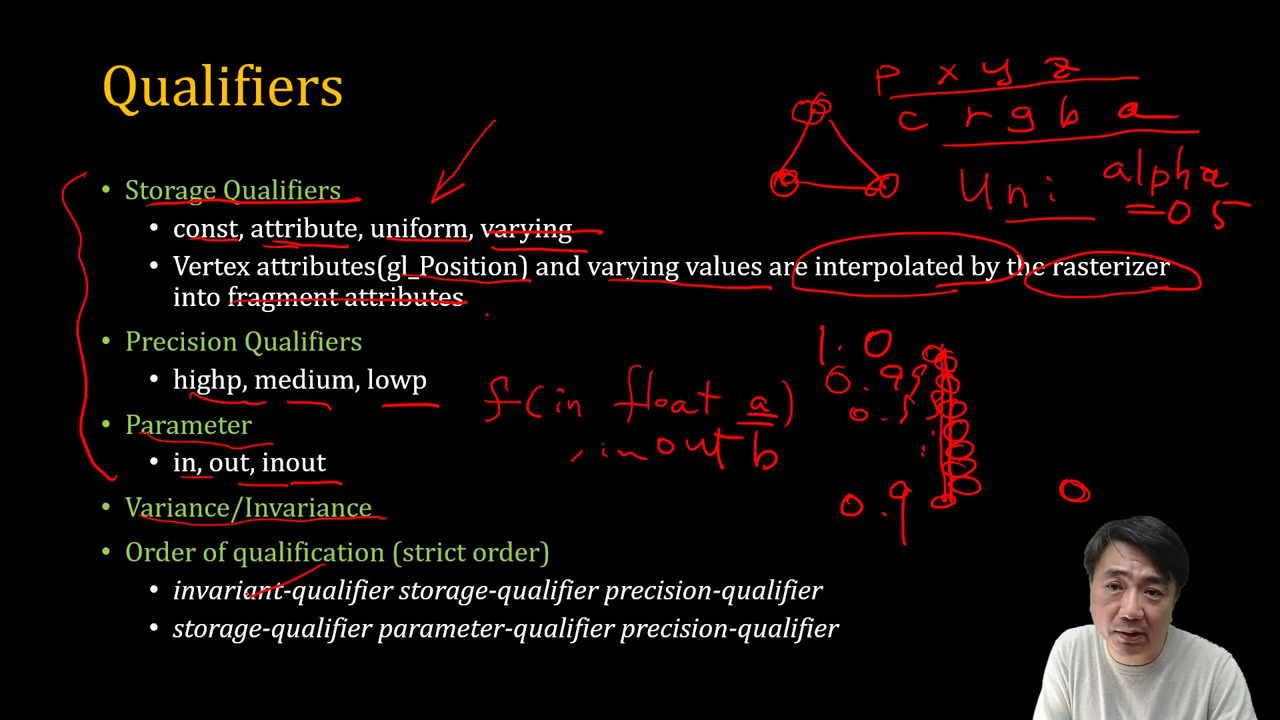 Qualifiers
p x y z
c r g b a
Uni alpha
= 0 5
• Storage Qualifiers
• const, attribute, uniform, varying
• Vertex attributes(gl_Position) and varying values are interpolated by the rasterizer
into fragment attributes
• Precision Qualifiers
• highp, medium, lowp
• Parameter
• in, out, inout
• Variance/Invariance
• Order of qualification (strict order)
• invariant-qualifier storage-qualifier precision-qualifier
• storage-qualifier parameter-qualifier precision-qualifier
f(in float a)
, inout b
1.0
0.99
0.9